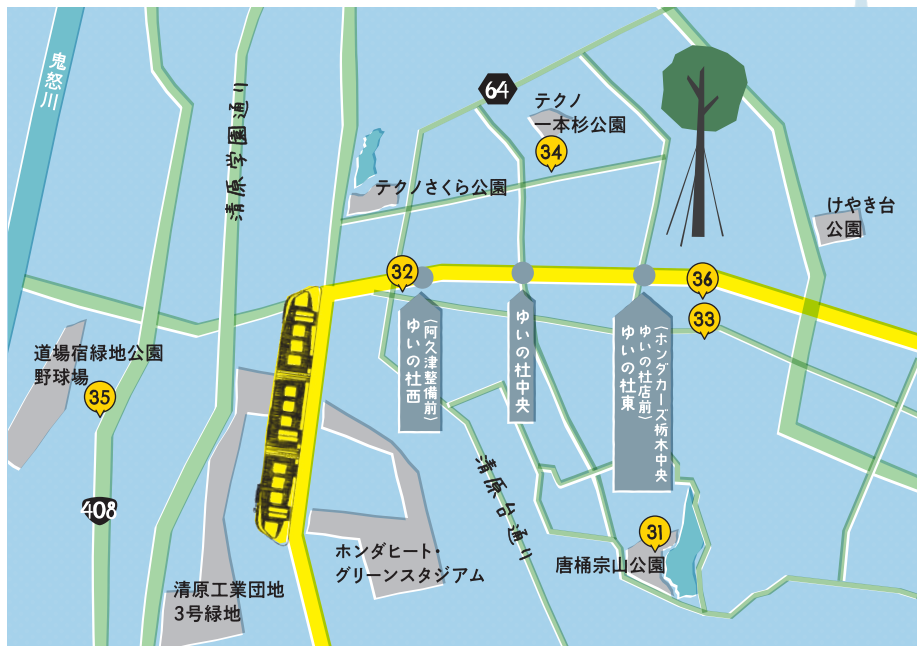 鬼怒川
清原学園通り
64
テクノ
一本杉公園
34
テクノさくら公園
けやき台
公園
32
36
33
ゆいの杜西
(阿久津整備前)
ゆいの杜中央
ゆいの杜東
(ホンダカーズ栃木中央
ゆいの杜店前)
道場宿緑地公園
野球場
35
408
清原台通り
31
唐桶宗山公園
ホンダヒート・
グリーンスタジアム
清原工業団地
3号緑地